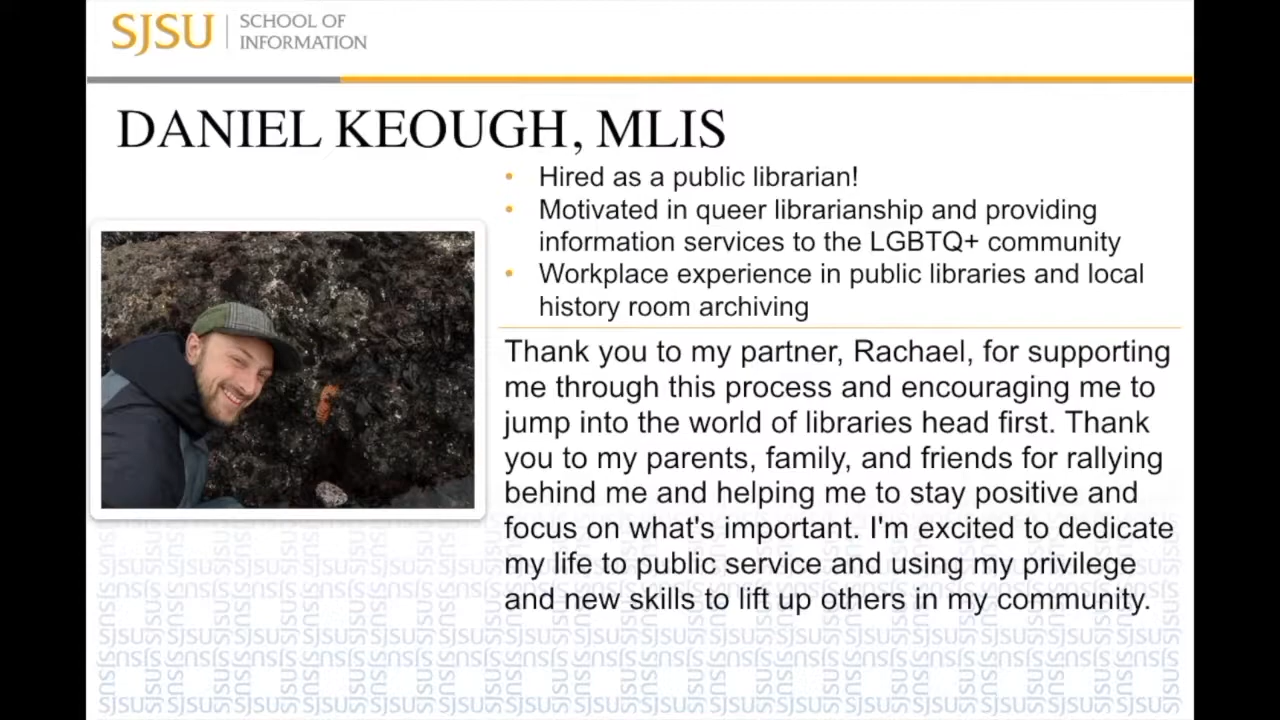 SJSU
SCHOOL OF
INFORMATION
DANIEL KEOUGH, MLIS
• Hired as a public librarian!
• Motivated in queer librarianship and providing
information services to the LGBTQ+ community
• Workplace experience in public libraries and local
history room archiving
Thank you to my partner, Rachael, for supporting
me through this process and encouraging me to
jump into the world of libraries head first. Thank
you to my parents, family, and friends for rallying
behind me and helping me to stay positive and
focus on what's important. I'm excited to dedicate
my life to public service and using my privilege
and new skills to lift up others in my community.